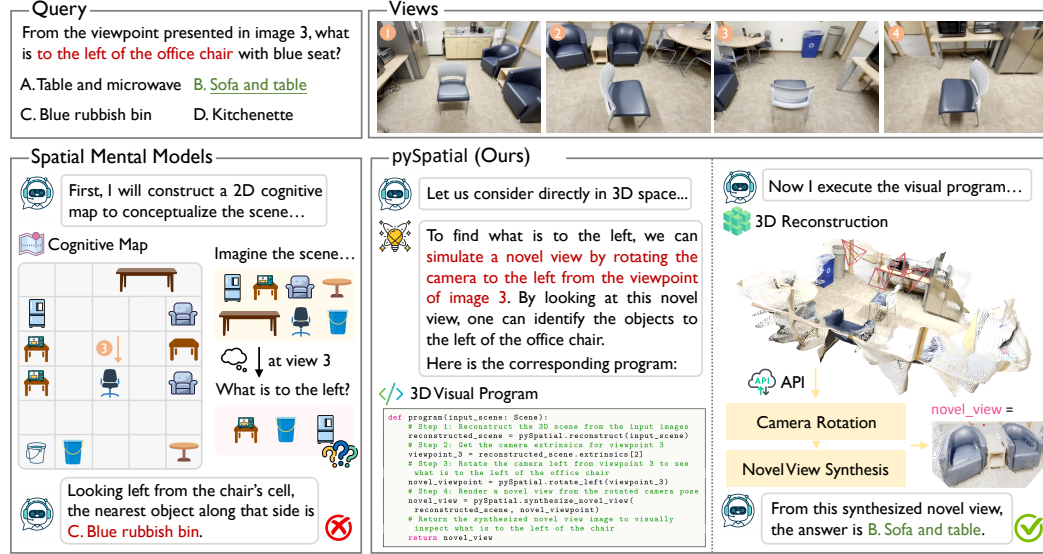 Query
From the viewpoint presented in image 3, what
is to the left of the office chair with blue seat?
A. Table and microwave B. Sofa and table
C. Blue rubbish bin D. Kitchenette
Views
1 2 3 4
Spatial Mental Models
First, I will construct a 2D cognitive
map to conceptualize the scene…
Cognitive Map
3
Imagine the scene…
at view 3
What is to the left?
Looking left from the chair's cell,
the nearest object along that side is
C. Blue rubbish bin.
pySpatial (Ours)
Let us consider directly in 3D space...
To find what is to the left, we can
simulate a novel view by rotating the
camera to the left from the viewpoint
of image 3. By looking at this novel
view, one can identify the objects to
the left of the office chair.
Here is the corresponding program:
</> 3D Visual Program
def program(input_scene: Scene):
# Step 1: Reconstruct the 3D scene from the input images
reconstructed_scene = pySpatial.reconstruct(input_scene)
# Step 2: Get the camera extrinsics for viewpoint 3
viewpoint_3 = reconstructed_scene.extrinsics[2]
# Step 3: Rotate the camera left from viewpoint 3 to see
what is to the left of the office chair
novel_viewpoint = pySpatial.rotate_left(viewpoint_3)
# Step 4: Render a novel view from the rotated camera pose
novel_view = pySpatial.synthesize_novel_view(
reconstructed_scene, novel_viewpoint)
# Return the synthesized novel view image to visually
inspect what is to the left of the chair
return novel_view
Now I execute the visual program…
3D Reconstruction
API
API
Camera Rotation
Novel View Synthesis
novel_view =
From this synthesized novel view,
the answer is B. Sofa and table.